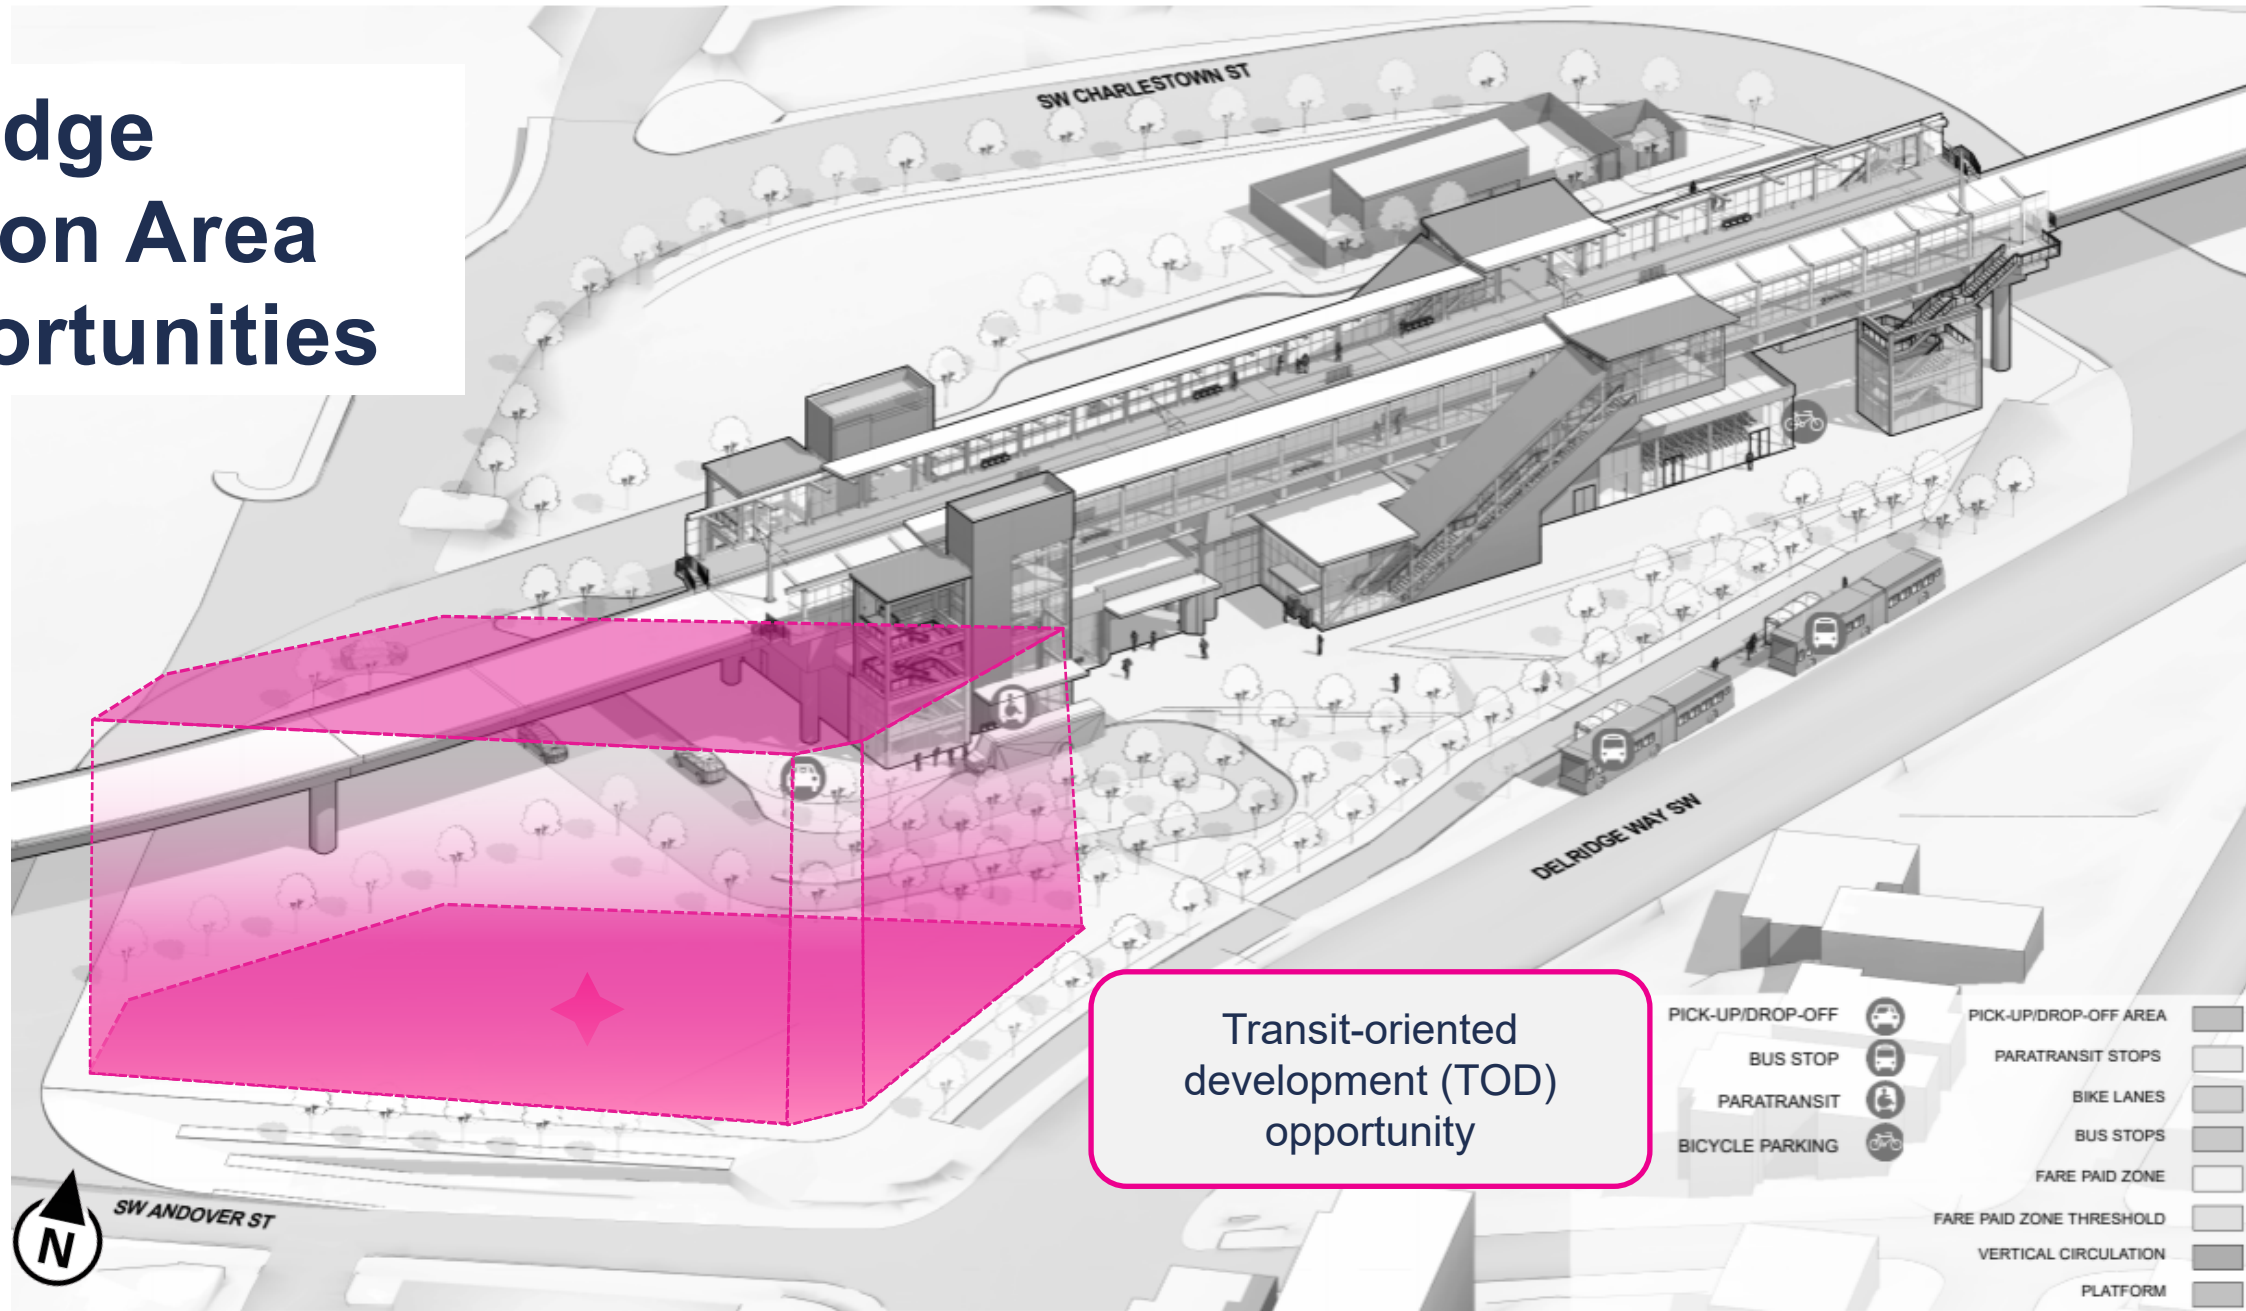 dge
on Area
ortunities
SW CHARLESTOWN ST
DELRIDGE WAY SW
Transit-oriented
development (TOD)
opportunity
PICK-UP/DROP-OFF
BUS STOP
PARATRANSIT
BICYCLE PARKING
PICK-UP/DROP-OFF AREA
PARATRANSIT STOPS
BIKE LANES
BUS STOPS
FARE PAID ZONE
FARE PAID ZONE THRESHOLD
VERTICAL CIRCULATION
PLATFORM
SW ANDOVER ST
N